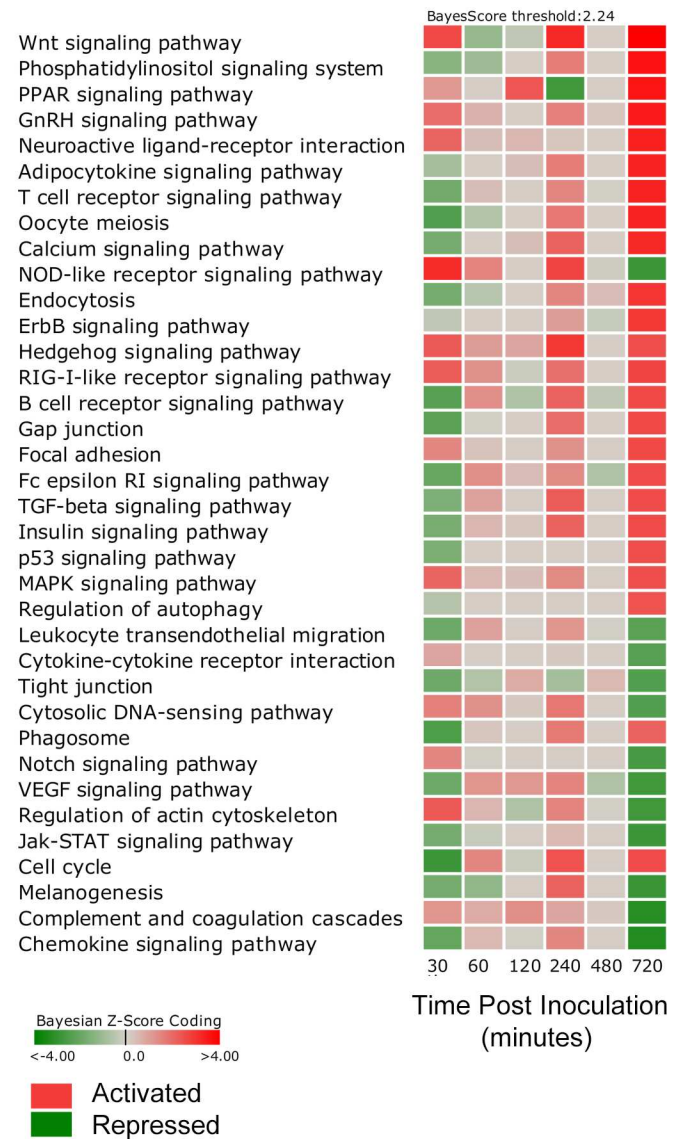 BayesScore threshold:2.24
Wnt signaling pathway
Phosphatidylinositol signaling system
PPAR signaling pathway
GnRH signaling pathway
Neuroactive ligand-receptor interaction
Adipocytokine signaling pathway
T cell receptor signaling pathway
Oocyte meiosis
Calcium signaling pathway
NOD-like receptor signaling pathway
Endocytosis
ErbB signaling pathway
Hedgehog signaling pathway
RIG-I-like receptor signaling pathway
B cell receptor signaling pathway
Gap junction
Focal adhesion
Fc epsilon RI signaling pathway
TGF-beta signaling pathway
Insulin signaling pathway
p53 signaling pathway
MAPK signaling pathway
Regulation of autophagy
Leukocyte transendothelial migration
Cytokine-cytokine receptor interaction
Tight junction
Cytosolic DNA-sensing pathway
Phagosome
Notch signaling pathway
VEGF signaling pathway
Regulation of actin cytoskeleton
Jak-STAT signaling pathway
Cell cycle
Melanogenesis
Complement and coagulation cascades
Chemokine signaling pathway
30 60 120 240 480 720
Time Post Inoculation
(minutes)
Bayesian Z-Score Coding
<-4.00 0.0 >4.00
Activated
Repressed